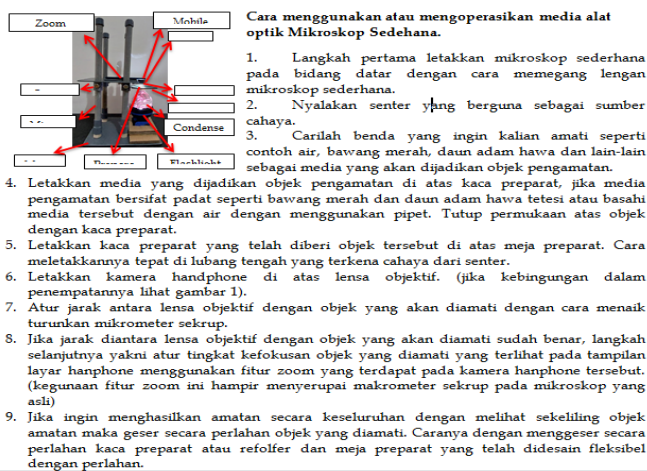 Zoom
Mobile
Condense
Flashlight
Cara menggunakan atau mengoperasikan media alat
optik Mikroskop Sedehana.
1. Langkah pertama letakkan mikroskop sederhana
pada bidang datar dengan cara memegang lengan
mikroskop sederhana.
2. Nyalakan senter yang berguna sebagai sumber
cahaya.
3. Carilah benda yang ingin kalian amati seperti
contoh air, bawang merah, daun adam hawa dan lain-lain
sebagai media yang akan dijadikan objek pengamatan.
4. Letakkan media yang dijadikan objek pengamatan di atas kaca preparat, jika media
pengamatan bersifat padat seperti bawang merah dan daun adam hawa tetesi atau basahi
media tersebut dengan air dengan menggunakan pipet. Tutup permukaan atas objek
dengan kaca preparat.
5. Letakkan kaca preparat yang telah diberi objek tersebut di atas meja preparat. Cara
meletakkannya tepat di lubang tengah yang terkena cahaya dari senter.
6. Letakkan kamera handphone di atas lensa objektif. (jika kebingungan dalam
penempatannya lihat gambar 1).
7. Atur jarak antara lensa objektif dengan objek yang akan diamati dengan cara menaik
turunkan mikrometer sekrup.
8. Jika jarak diantara lensa objektif dengan objek yang akan diamati sudah benar, langkah
selanjutnya yakni atur tingkat kefokusan objek yang diamati yang terlihat pada tampilan
layar hanphone menggunakan fitur zoom yang terdapat pada kamera hanphone tersebut.
(kegunaan fitur zoom ini hampir menyerupai makrometer sekrup pada mikroskop yang
asli)
9. Jika ingin menghasilkan amatan secara keseluruhan dengan melihat sekeliling objek
amatan maka geser secara perlahan objek yang diamati. Caranya dengan menggeser secara
perlahan kaca preparat atau refolfer dan meja preparat yang telah didesain fleksibel
dengan perlahan.